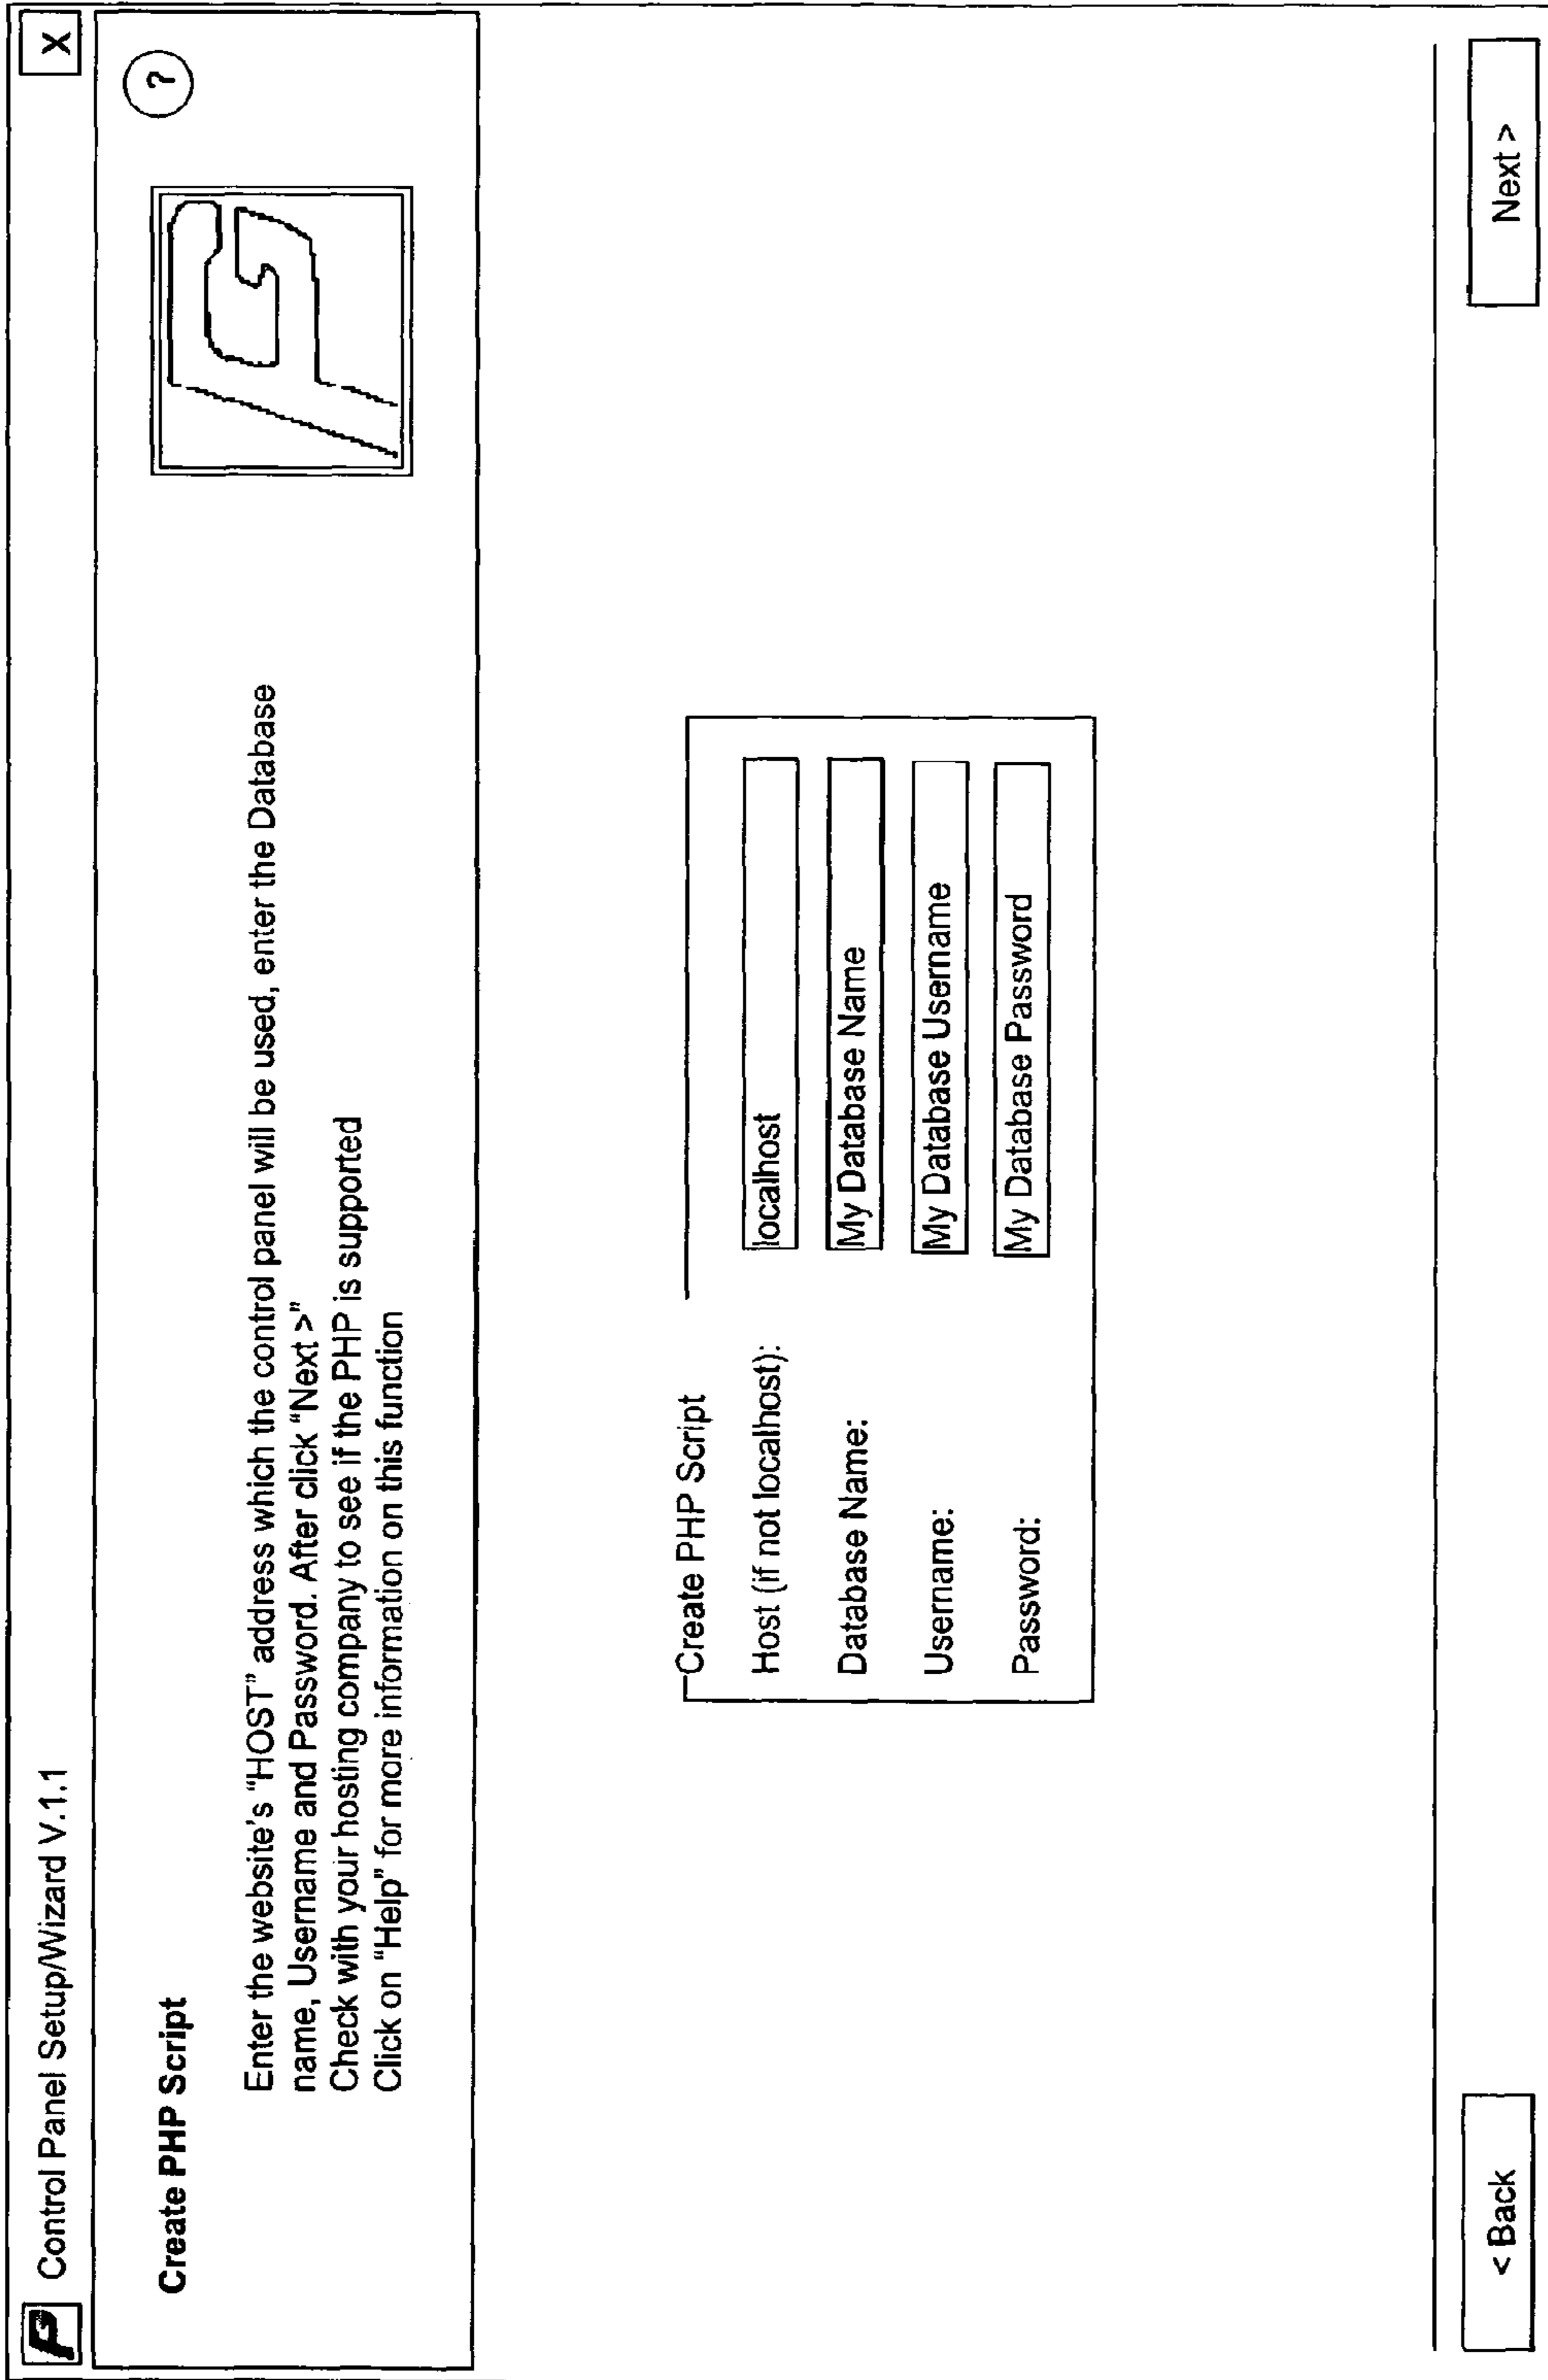 Control Panel Setup/Wizard V.1.1
X
Create PHP Script
?
Enter the website's "HOST" address which the control panel will be used, enter the Database
name, Username and Password. After click "Next >"
Check with your hosting company to see if the PHP is supported
Click on "Help" for more information on this function
Create PHP Script
Host (if not localhost): localhost
Database Name: My Database Name
Username: My Database Username
Password: My Database Password
< Back
Next >